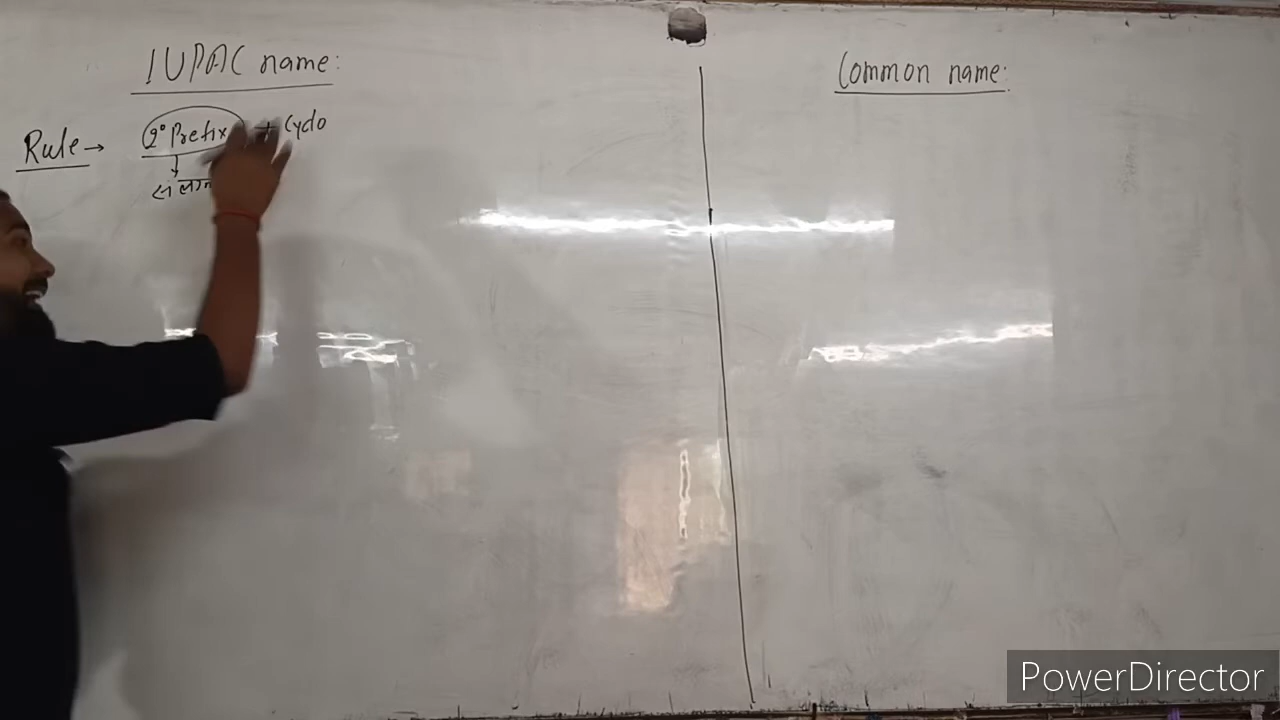 IUPAC name:
Common name:
Rule → 2° Prefix + Cyclo
PowerDirector